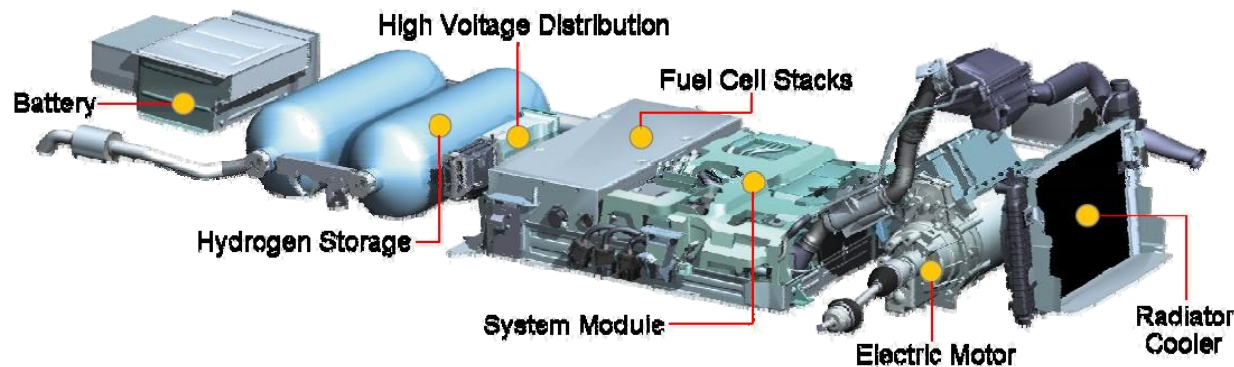 High Voltage Distribution
Fuel Cell Stacks
Battery
Hydrogen Storage
System Module
Electric Motor
Radiator
Cooler